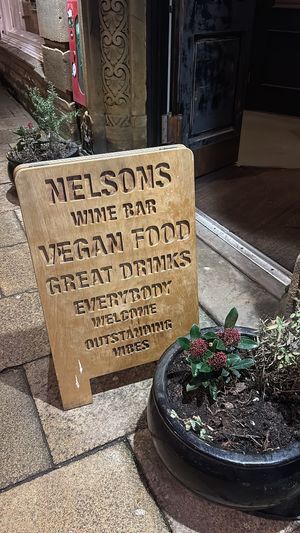 NELSONS
WINE BAR
VEGAN FOOD
GREAT DRINKS
EVERYBODY
WELCOME
OUTSTANDING
VIBES